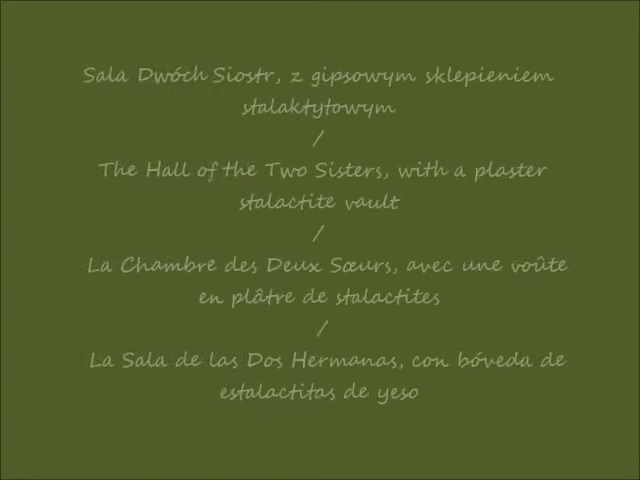 Sala Dwóch Siostr, z gipsowym sklepieniem
stalaktytowym
/
The Hall of the Two Sisters, with a plaster
stalactite vault
/
La Chambre des Deux Sœurs, avec une voûte
en plâtre de stalactites
/
La Sala de las Dos Hermanas, con bóveda de
estalactitas de yeso